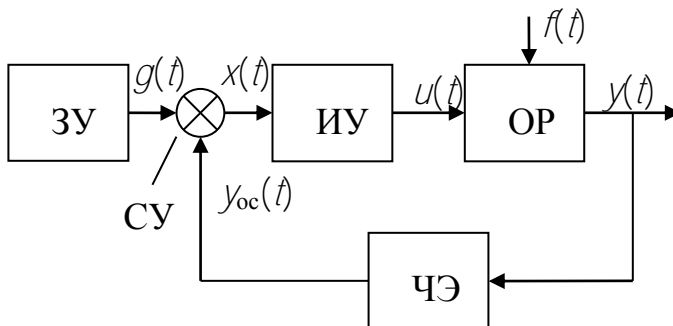 f(t)
g(t)
x(t)
u(t)
y(t)
ЗУ
ИУ
ОР
СУ
yос(t)
ЧЭ